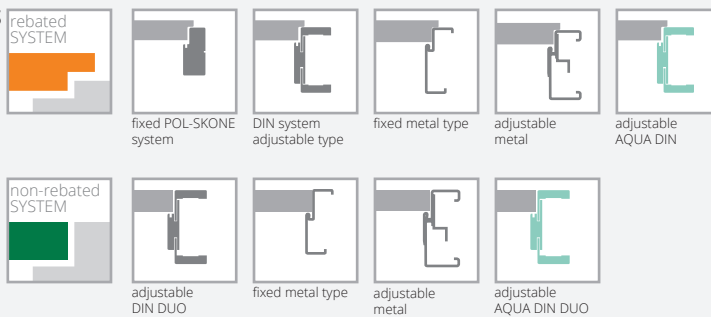 rebated
SYSTEM
fixed POL-SKONE
system
DIN system
adjustable type
fixed metal type
adjustable
metal
adjustable
AQUA DIN
non-rebated
SYSTEM
adjustable
DIN DUO
fixed metal type
adjustable
metal
adjustable
AQUA DIN DUO